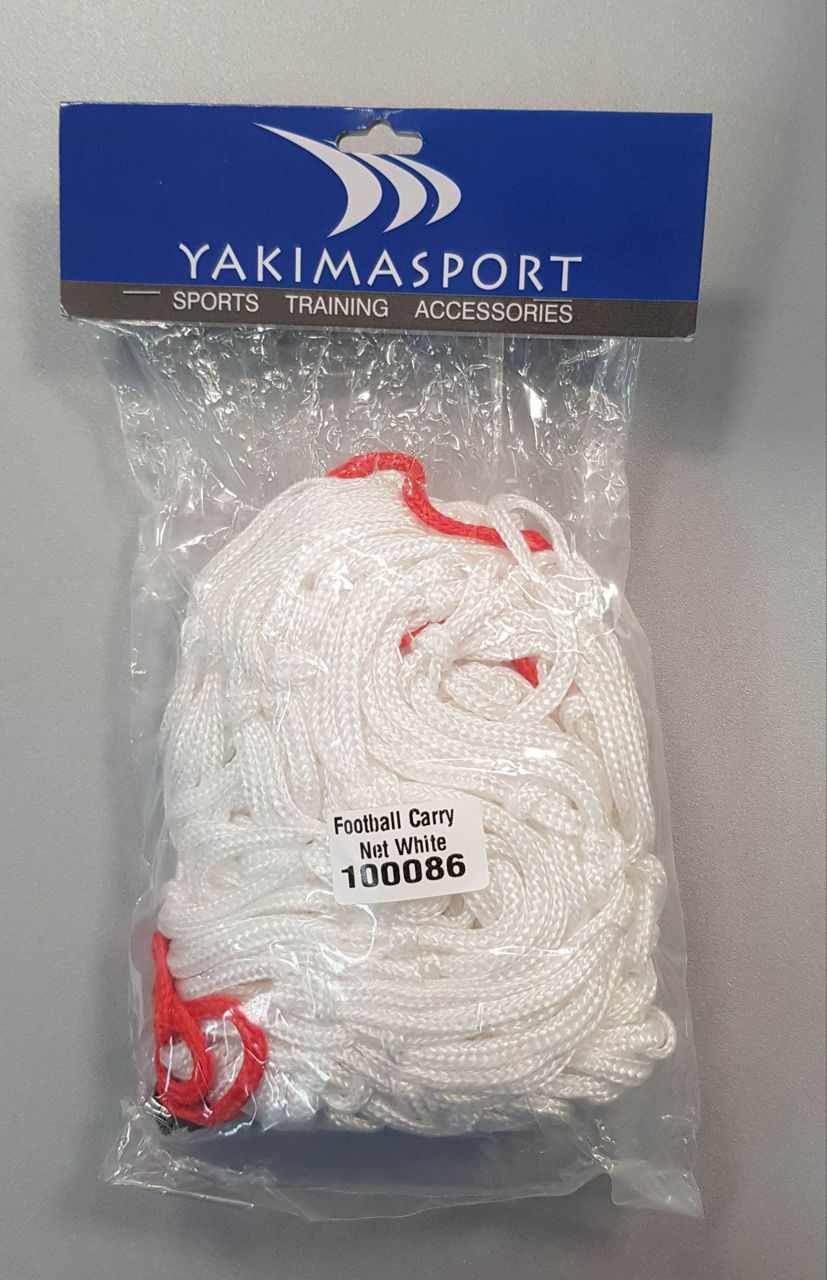 YAKIMASPORT
SPORTS TRAINING ACCESSORIES
Football Carry
Net White
100086